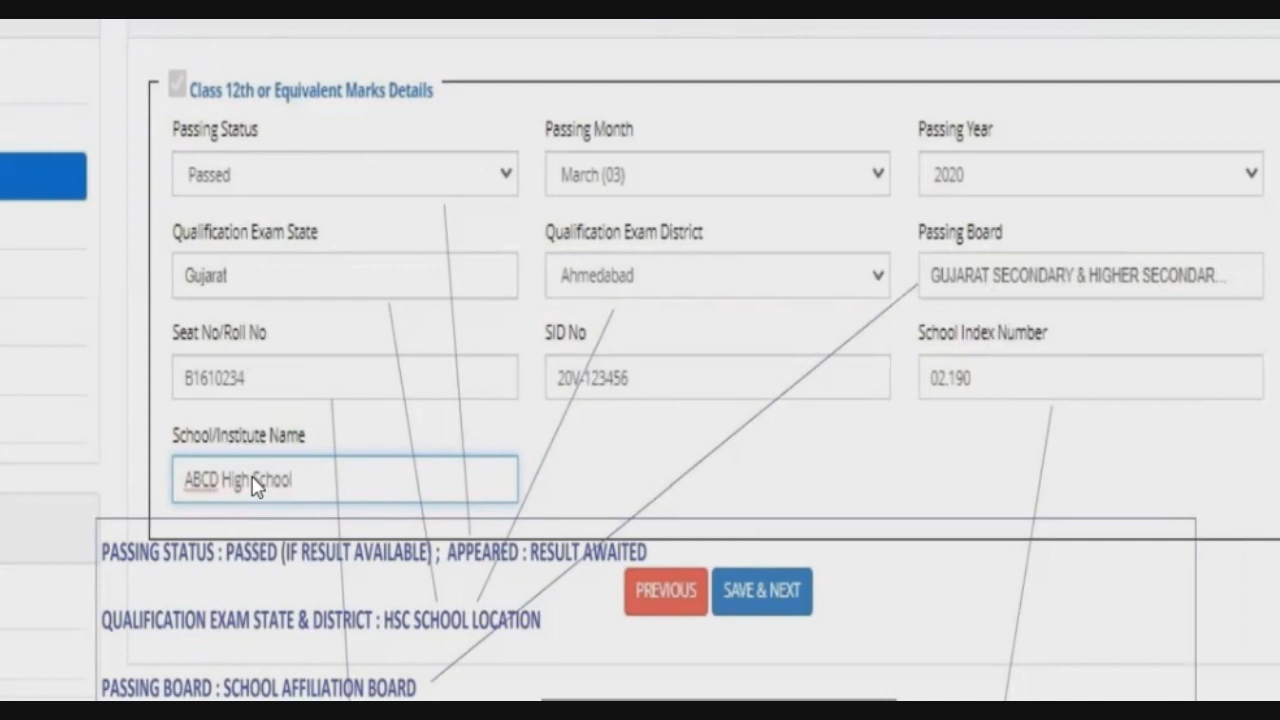 Class 12th or Equivalent Marks Details
Passing Status Passing Month Passing Year
Passed March (03) 2020
Qualification Exam State Qualification Exam District Passing Board
Gujarat Ahmedabad GUJARAT SECONDARY & HIGHER SECONDAR...
Seat No/Roll No SID No School Index Number
B1610234 20V-123456 02.190
School/Institute Name
ABCD High School
PASSING STATUS : PASSED (IF RESULT AVAILABLE) ; APPEARED : RESULT AWAITED
PREVIOUS SAVE & NEXT
QUALIFICATION EXAM STATE & DISTRICT : HSC SCHOOL LOCATION
PASSING BOARD : SCHOOL AFFILIATION BOARD